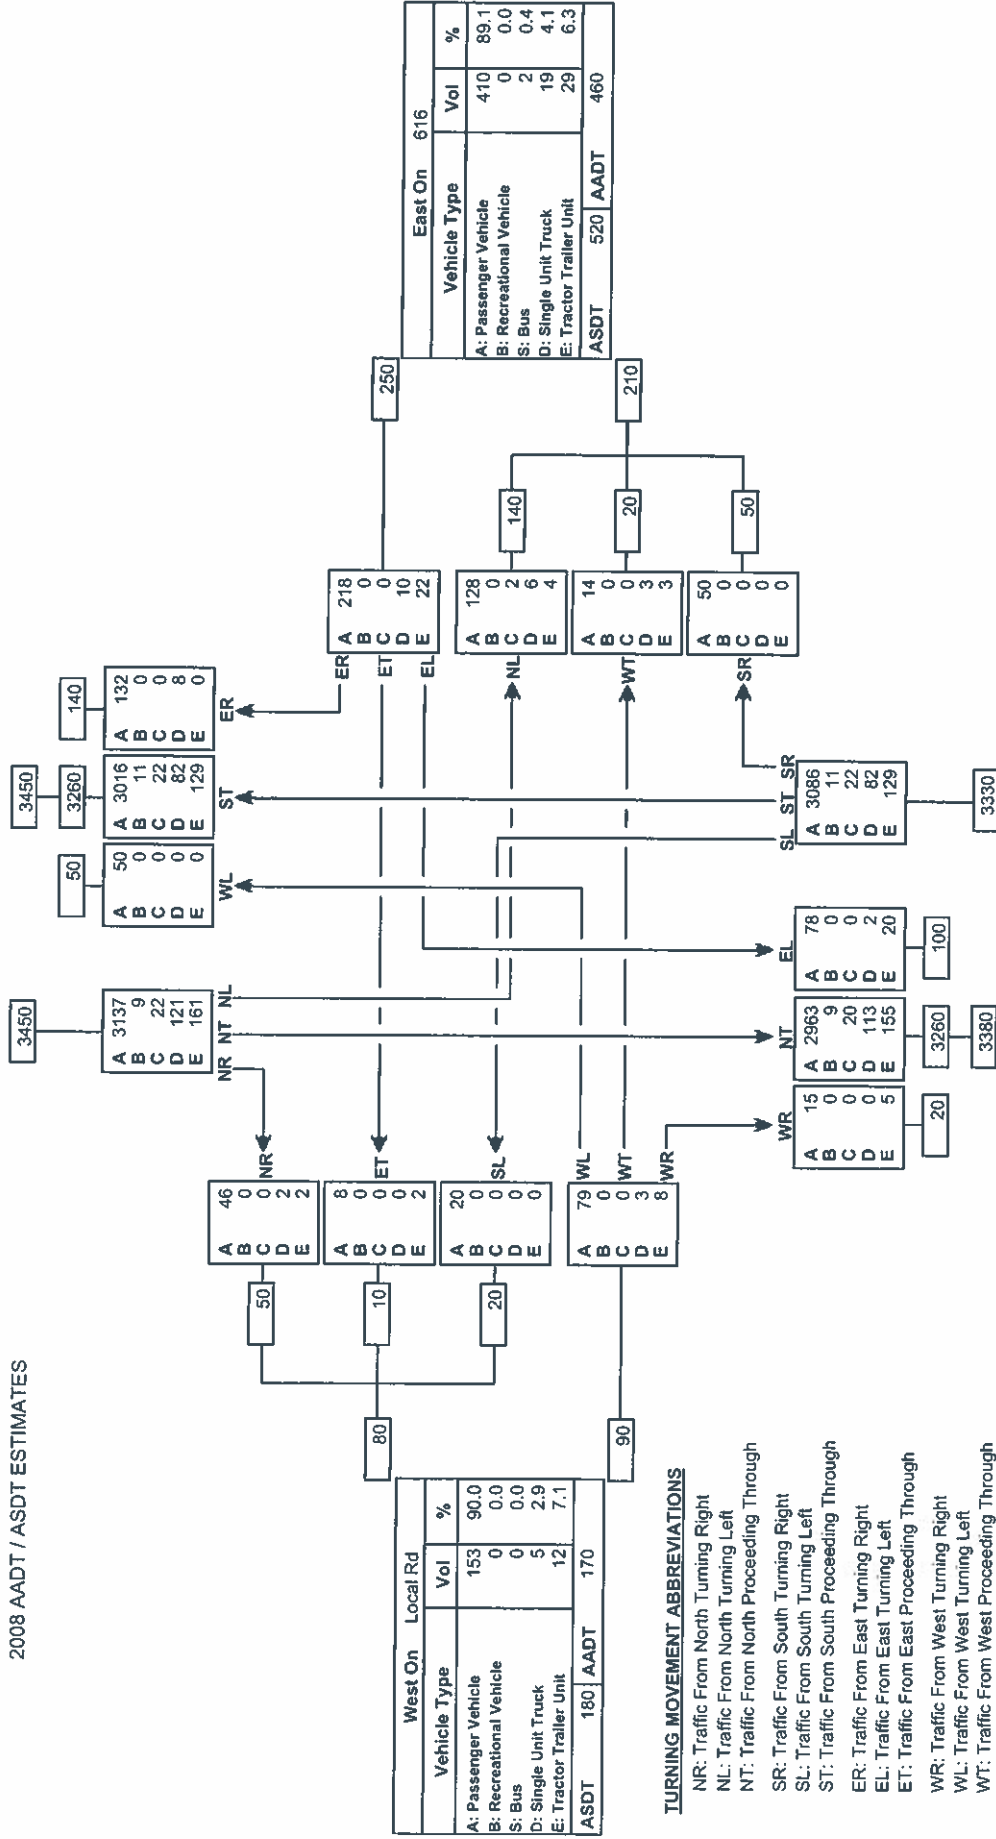 2008 AADT / ASDT ESTIMATES
3450
3450
50
3260
140
A 3137
B 9
C 22
D 121
E 161
A 50
B 0
C 0
D 0
E 0
A 3016
B 11
C 22
D 82
E 129
A 132
B 0
C 0
D 8
E 0
NR NT NL
WL
ST
ER
West On Local Rd
Vehicle Type Vol %
A: Passenger Vehicle 153 90.0
B: Recreational Vehicle 0 0.0
S: Bus 0 0.0
D: Single Unit Truck 5 2.9
E: Tractor Trailer Unit 12 7.1
ASDT 180 AADT 170
80
50
A 46
B 0
C 0
D 2
E 2
NR
10
A 8
B 0
C 0
D 0
E 2
ET
20
A 20
B 0
C 0
D 0
E 0
SL
90
A 79
B 0
C 0
D 3
E 8
WL
WT
WR
ER
ET
EL
A 218
B 0
C 0
D 10
E 22
250
NL
A 128
B 0
C 2
D 6
E 4
140
WT
A 14
B 0
C 0
D 3
E 3
20
SR
A 50
B 0
C 0
D 0
E 0
50
210
East On 616
Vehicle Type Vol %
A: Passenger Vehicle 410 89.1
B: Recreational Vehicle 0 0.0
S: Bus 2 0.4
D: Single Unit Truck 19 4.1
E: Tractor Trailer Unit 29 6.3
ASDT 520 AADT 460
WR
NT
EL
SL ST SR
A 15
B 0
C 0
D 0
E 5
A 2963
B 9
C 20
D 113
E 155
A 78
B 0
C 0
D 2
E 20
A 3086
B 11
C 22
D 82
E 129
20
3260
100
3380
3330
TURNING MOVEMENT ABBREVIATIONS
NR: Traffic From North Turning Right
NL: Traffic From North Turning Left
NT: Traffic From North Proceeding Through
SR: Traffic From South Turning Right
SL: Traffic From South Turning Left
ST: Traffic From South Proceeding Through
ER: Traffic From East Turning Right
EL: Traffic From East Turning Left
ET: Traffic From East Proceeding Through
WR: Traffic From West Turning Right
WL: Traffic From West Turning Left
WT: Traffic From West Proceeding Through